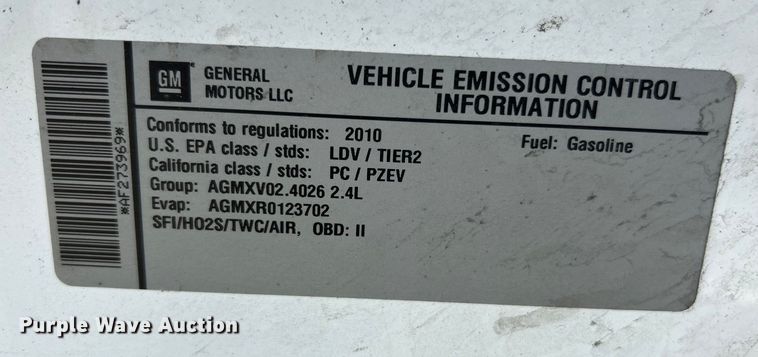 GM
GENERAL
MOTORS LLC
VEHICLE EMISSION CONTROL
INFORMATION
Conforms to regulations: 2010
Fuel: Gasoline
U.S. EPA class / stds: LDV / TIER2
California class / stds: PC / PZEV
Group: AGMXV02.4026 2.4L
Evap: AGMXR0123702
SFI/HO2S/TWC/AIR, OBD: II
*AF273969*
Purple Wave Auction